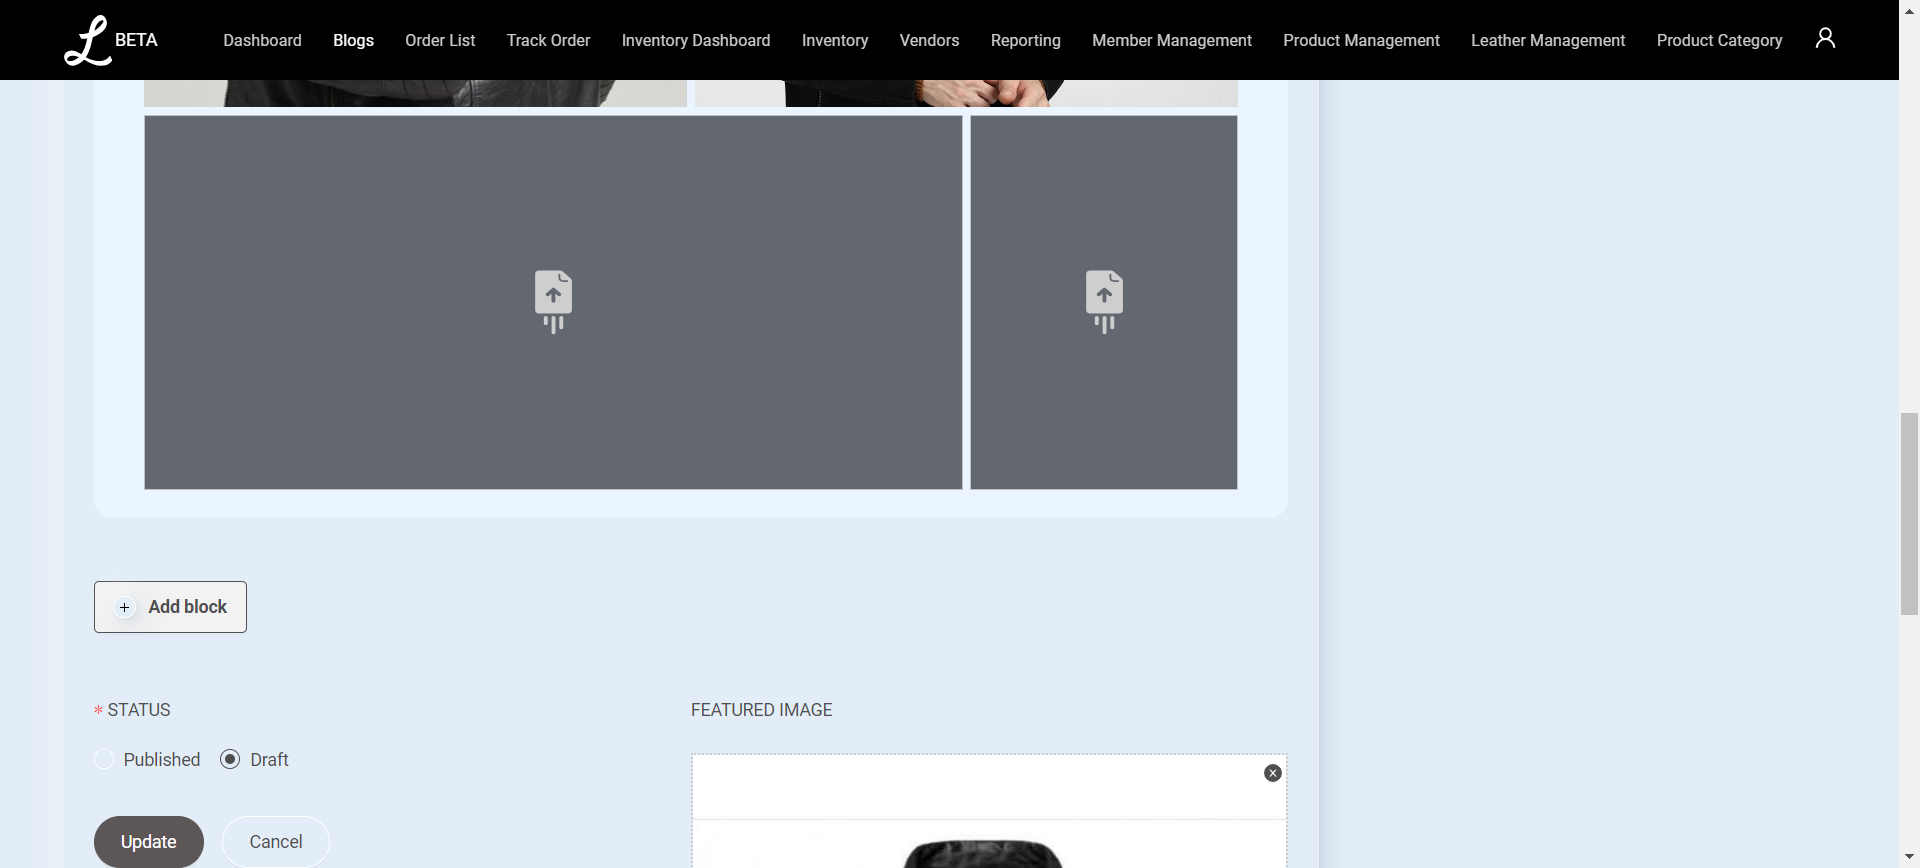 L BETA Dashboard Blogs Order List Track Order Inventory Dashboard Inventory Vendors Reporting Member Management Product Management Leather Management Product Category
+ Add block
* STATUS
FEATURED IMAGE
Published Draft
Update Cancel